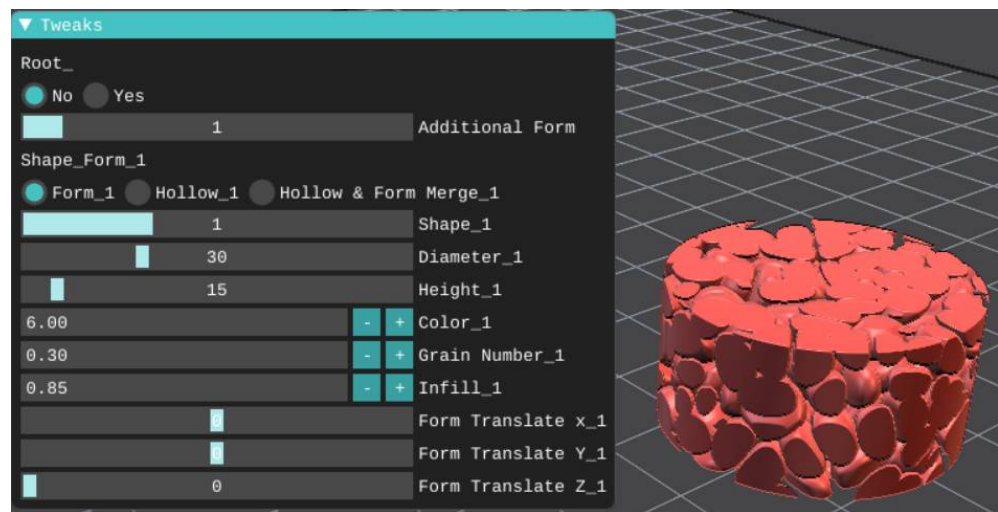 Tweaks
Root_
No Yes
1 Additional Form
Shape_Form_1
Form_1 Hollow_1 Hollow & Form Merge_1
1 Shape_1
30 Diameter_1
15 Height_1
6.00 - + Color_1
0.30 - + Grain Number_1
0.85 - + Infill_1
0 Form Translate x_1
0 Form Translate Y_1
0 Form Translate Z_1